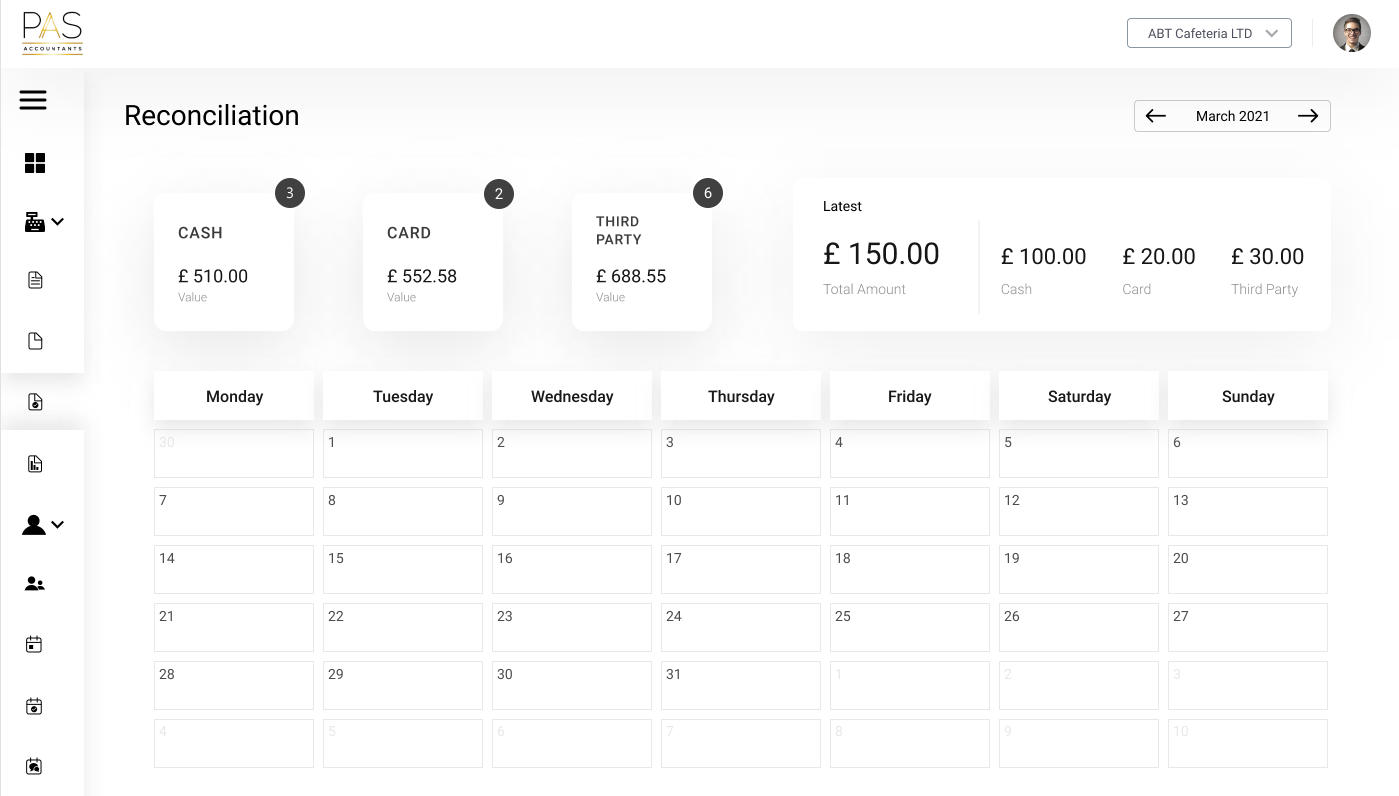 PAS
ACCOUNTANTS
ABT Cafeteria LTD
Reconciliation
March 2021
3
CASH
£ 510.00
Value
2
CARD
£ 552.58
Value
6
THIRD
PARTY
£ 688.55
Value
Latest
£ 150.00
Total Amount
£ 100.00
Cash
£ 20.00
Card
£ 30.00
Third Party
Monday Tuesday Wednesday Thursday Friday Saturday Sunday
30 1 2 3 4 5 6
7 8 9 10 11 12 13
14 15 16 17 18 19 20
21 22 23 24 25 26 27
28 29 30 31 1 2 3
4 5 6 7 8 9 10